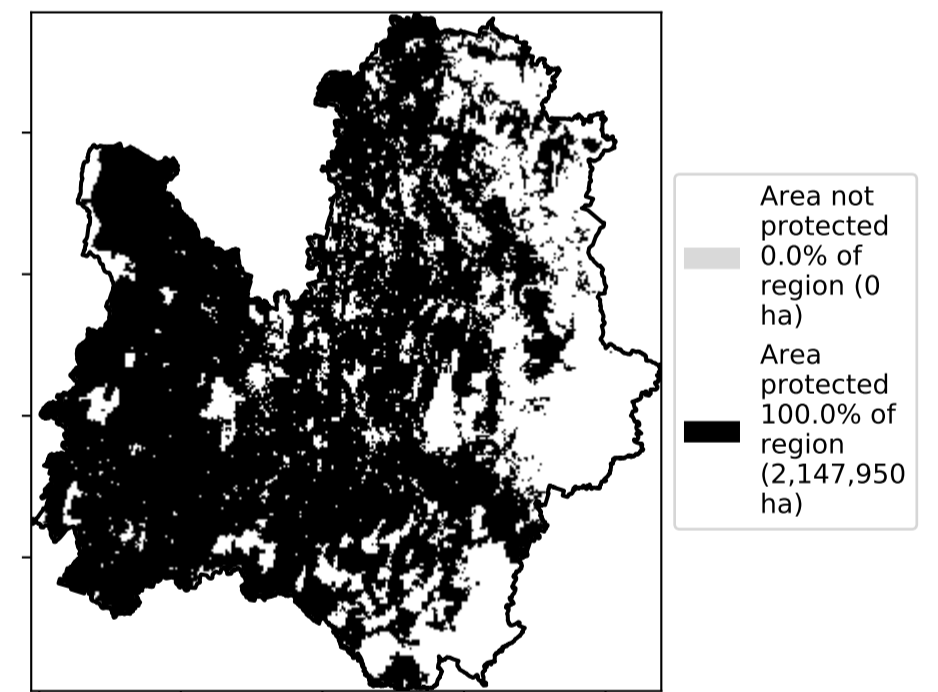 Area not
protected
0.0% of
region (0
ha)
Area
protected
100.0% of
region
(2,147,950
ha)